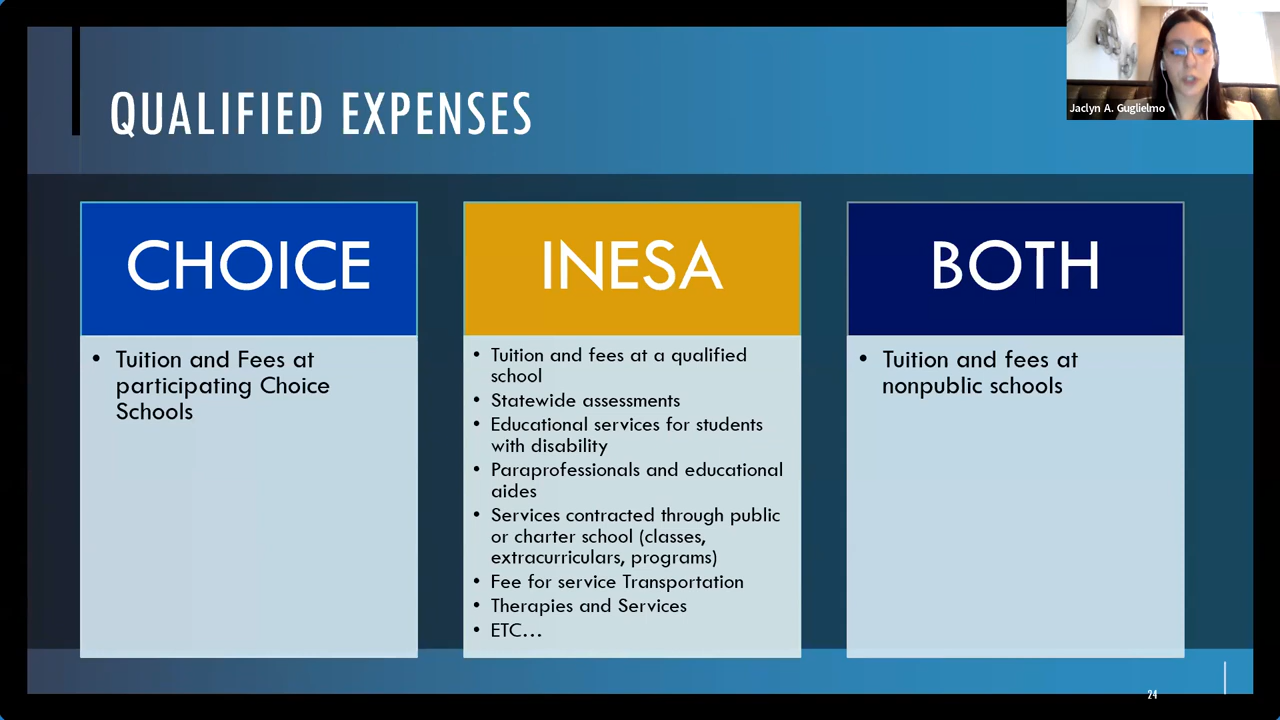 Jaclyn A. Guglielmo
QUALIFIED EXPENSES
CHOICE
• Tuition and Fees at
participating Choice
Schools
INESA
• Tuition and fees at a qualified
school
• Statewide assessments
• Educational services for students
with disability
• Paraprofessionals and educational
aides
• Services contracted through public
or charter school (classes,
extracurriculars, programs)
• Fee for service Transportation
• Therapies and Services
• ETC...
BOTH
• Tuition and fees at
nonpublic schools
24